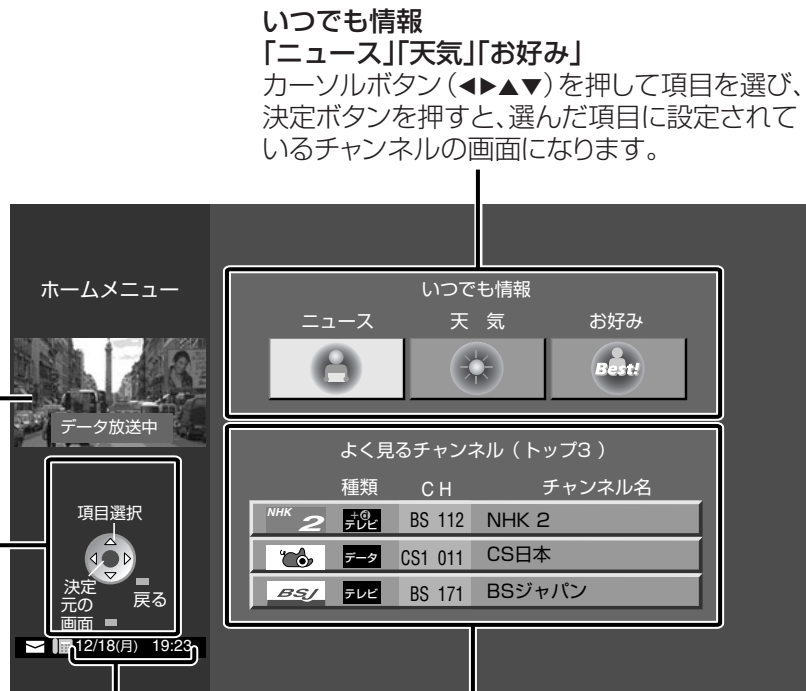 いつでも情報
「ニュース」「天気」「お好み」
カーソルボタン（◀▶▲▼）を押して項目を選び、
決定ボタンを押すと、選んだ項目に設定されて
いるチャンネルの画面になります。
ホームメニュー
データ放送中
項目選択
決定
元の
画面
戻る
12/18(月) 19:23
いつでも情報
ニュース 天 気 お好み
Best!
よく見るチャンネル（トップ3）
種類 CH チャンネル名
NHK 2 +@ テレビ BS 112 NHK 2
データ CS1 011 CS日本
BSJ テレビ BS 171 BSジャパン